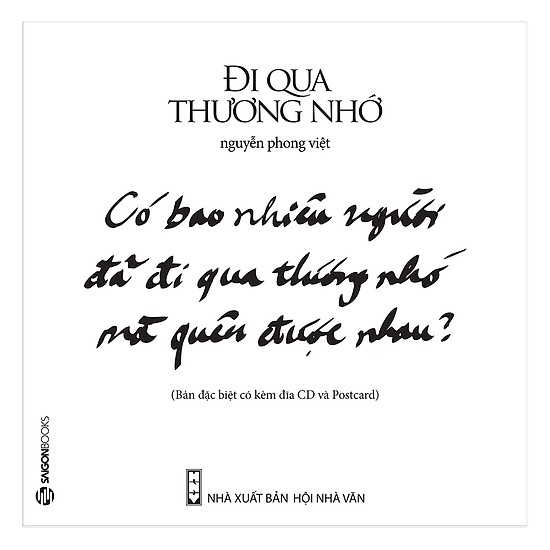 ĐI QUA
THƯƠNG NHỚ
nguyễn phong việt
Có bao nhiêu người
đã đi qua thương nhớ
mà quên được nhau?
(Bản đặc biệt có kèm đĩa CD và Postcard)
SAIGONBOOKS
NHÀ XUẤT BẢN HỘI NHÀ VĂN